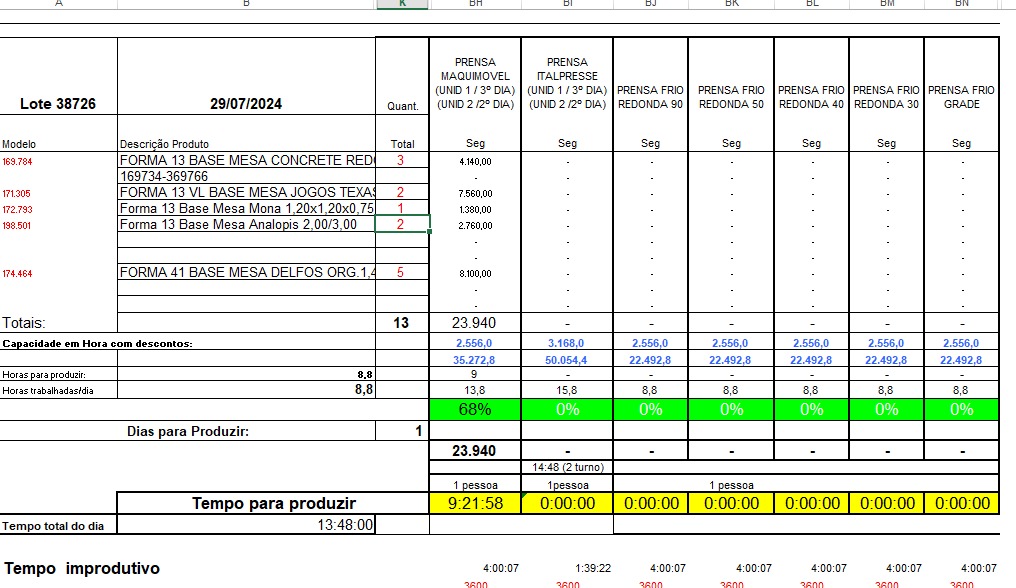 A B K BH BI BJ BK BL BM BN
Lote 38726 29/07/2024 Quant. PRENSA MAQUIMOVEL (UNID 1 / 3º DIA) (UNID 2 /2º DIA) PRENSA ITALPRESSE (UNID 1 / 3º DIA) (UNID 2 /2º DIA) PRENSA FRIO REDONDA 90 PRENSA FRIO REDONDA 50 PRENSA FRIO REDONDA 40 PRENSA FRIO REDONDA 30 PRENSA FRIO GRADE
Modelo Descrição Produto Total Seg Seg Seg Seg Seg Seg Seg
169.784 FORMA 13 BASE MESA CONCRETE RED 3 4.140,00 - - - - - -
169734-369766 - - - - - - -
171.305 FORMA 13 VL BASE MESA JOGOS TEXAS 2 7.560,00 - - - - - -
172.793 Forma 13 Base Mesa Mona 1,20x1,20x0,75 1 1.380,00 - - - - - -
198.501 Forma 13 Base Mesa Analopis 2,00/3,00 2 2.760,00 - - - - - -
- - - - - - -
- - - - - - -
174.464 FORMA 41 BASE MESA DELFOS ORG.1,4 5 8.100,00 - - - - - -
- - - - - - -
- - - - - - -
Totais: 13 23.940 - - - - - -
Capacidade em Hora com descontos: 2.556,0 3.168,0 2.556,0 2.556,0 2.556,0 2.556,0 2.556,0
35.272,8 50.054,4 22.492,8 22.492,8 22.492,8 22.492,8 22.492,8
Horas para produzir: 8,8 9 - - - - - -
Horas trabalhadas/dia 8,8 13,8 15,8 8,8 8,8 8,8 8,8 8,8
68% 0% 0% 0% 0% 0% 0%
Dias para Produzir: 1
23.940 - - - - - -
14:48 (2 turno)
1 pessoa 1pessoa 1 pessoa
Tempo para produzir 9:21:58 0:00:00 0:00:00 0:00:00 0:00:00 0:00:00 0:00:00
Tempo total do dia 13:48:00
Tempo improdutivo 4:00:07 1:39:22 4:00:07 4:00:07 4:00:07 4:00:07 4:00:07
3600 3600 3600 3600 3600 3600 3600